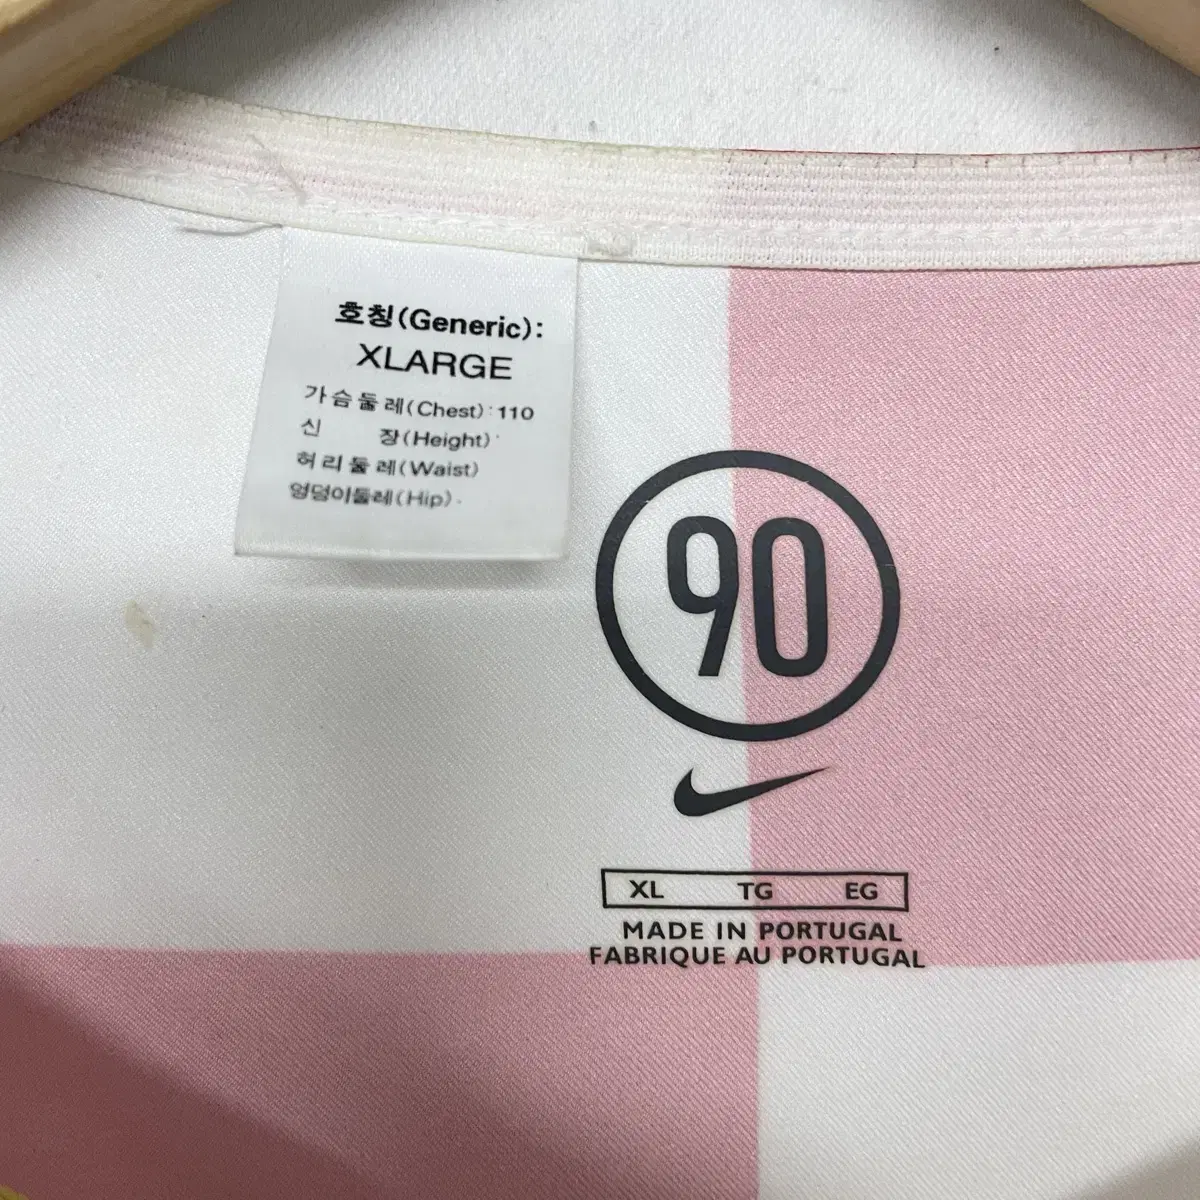 호칭(Generic):
XLARGE
가슴둘레(Chest):110
신 장(Height)
허리둘레(Waist)
엉덩이둘레(Hip)
90
XL TG EG
MADE IN PORTUGAL
FABRIQUE AU PORTUGAL